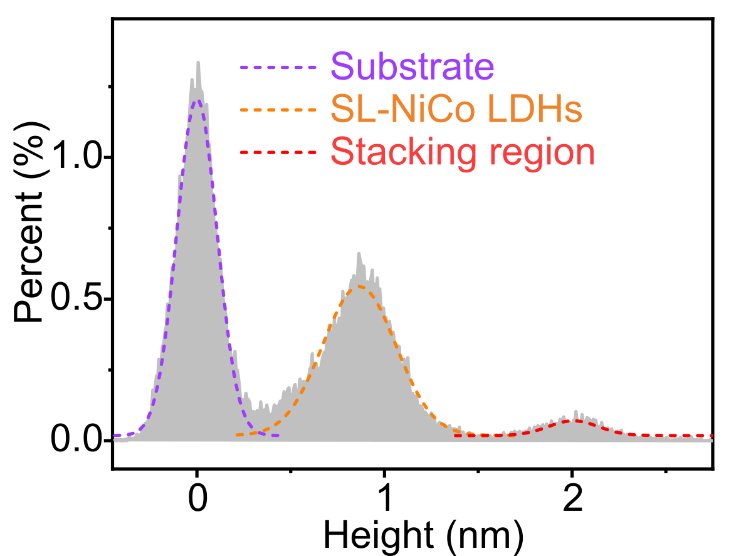 Substrate
SL-NiCo LDHs
Stacking region
Percent (%)
1.0
0.5
0.0
0 1 2
Height (nm)